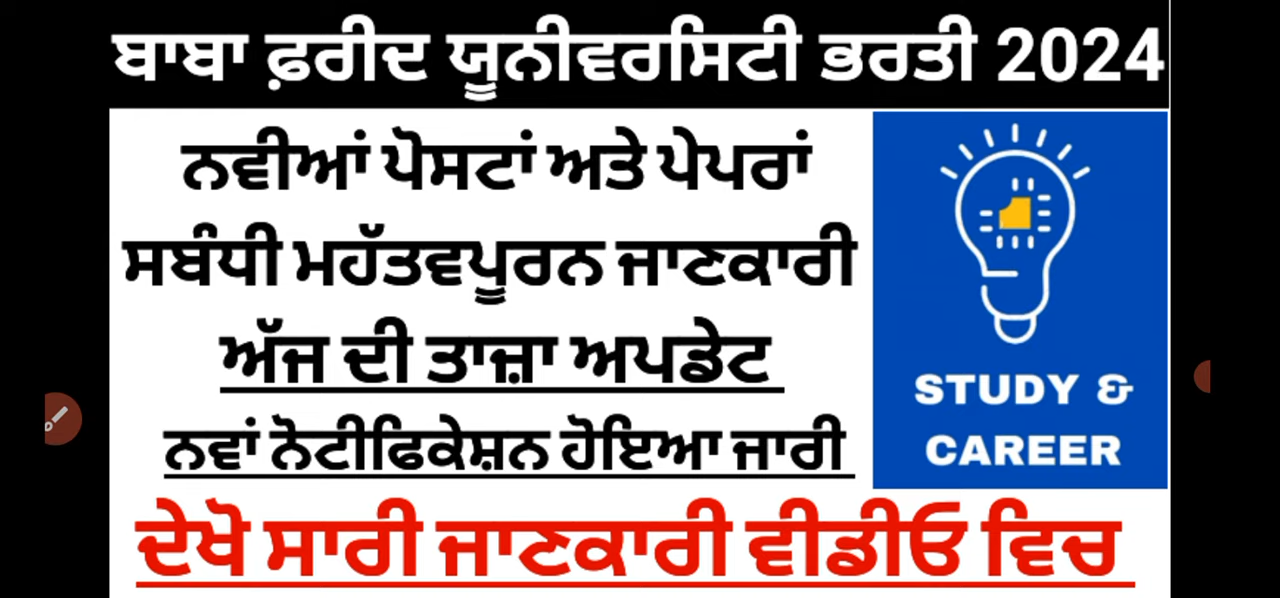 ਬਾਬਾ ਫ਼ਰੀਦ ਯੂਨੀਵਰਸਿਟੀ ਭਰਤੀ 2024
ਨਵੀਆਂ ਪੋਸਟਾਂ ਅਤੇ ਪੇਪਰਾਂ
ਸਬੰਧੀ ਮਹੱਤਵਪੂਰਨ ਜਾਣਕਾਰੀ
ਅੱਜ ਦੀ ਤਾਜ਼ਾ ਅਪਡੇਟ
ਨਵਾਂ ਨੋਟੀਫਿਕੇਸ਼ਨ ਹੋਇਆ ਜਾਰੀ
STUDY &
CAREER
ਦੇਖੋ ਸਾਰੀ ਜਾਣਕਾਰੀ ਵੀਡੀਓ ਵਿਚ